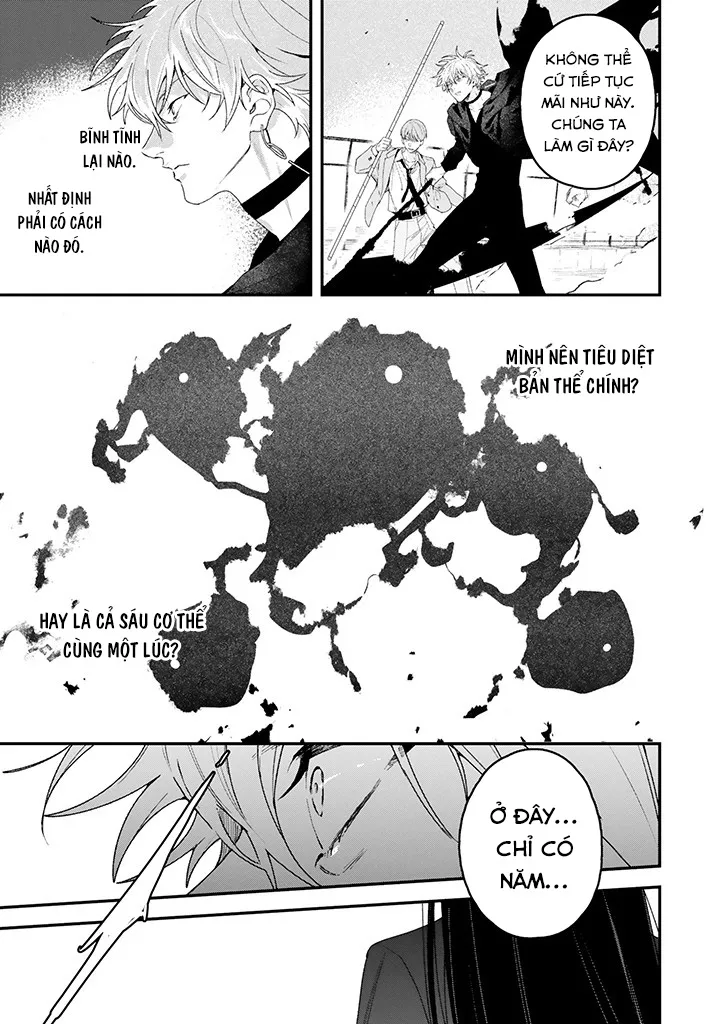 KHÔNG THỂ
CỨ TIẾP TỤC
MÃI NHƯ NÀY.
CHÚNG TA
LÀM GÌ ĐÂY?
BÌNH TĨNH
LẠI NÀO.
NHẤT ĐỊNH
PHẢI CÓ CÁCH
NÀO ĐÓ.
MÌNH NÊN TIÊU DIỆT
BẢN THỂ CHÍNH?
HAY LÀ CẢ SÁU CƠ THỂ
CÙNG MỘT LÚC?
Ở ĐÂY...
CHỈ CÓ
NĂM...